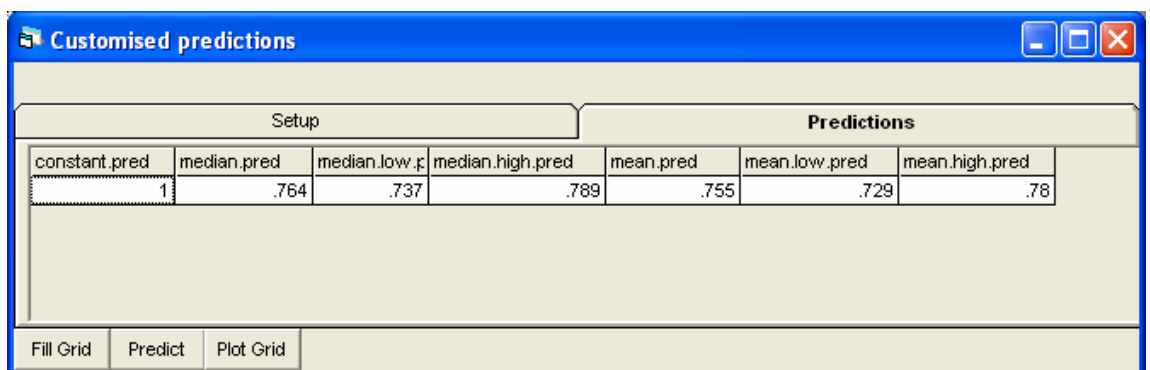 Customised predictions
Setup Predictions
constant.pred median.pred median.low.p median.high.pred mean.pred mean.low.pred mean.high.pred
1 .764 .737 .789 .755 .729 .78
Fill Grid Predict Plot Grid